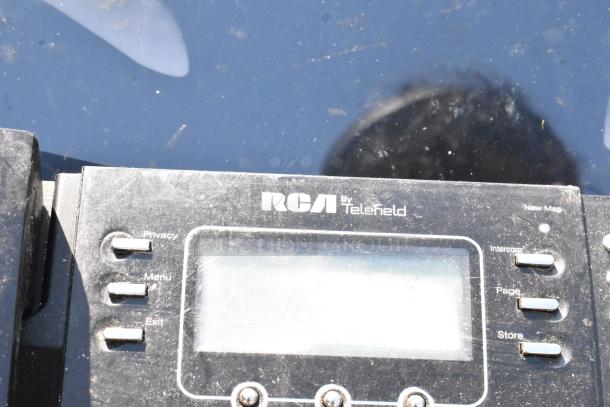 RCA By Telefield
New Msg
Privacy
Intercom
Menu
Page
Exit
Store